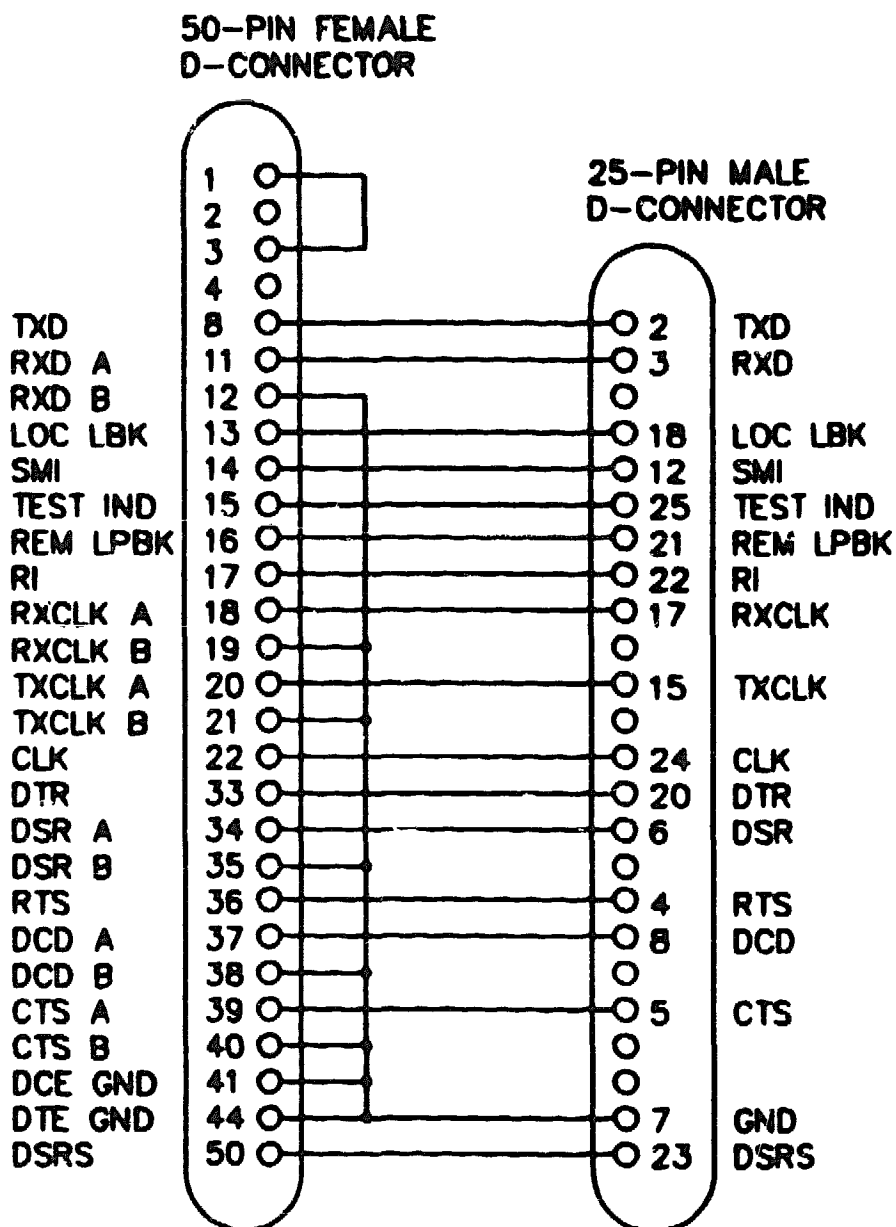 50-PIN FEMALE
D-CONNECTOR
25-PIN MALE
D-CONNECTOR
1
2
3
4
TXD 8 2 TXD
RXD A 11 3 RXD
RXD B 12
LOC LBK 13 18 LOC LBK
SMI 14 12 SMI
TEST IND 15 25 TEST IND
REM LPBK 16 21 REM LPBK
RI 17 22 RI
RXCLK A 18 17 RXCLK
RXCLK B 19
TXCLK A 20 15 TXCLK
TXCLK B 21
CLK 22 24 CLK
DTR 33 20 DTR
DSR A 34 6 DSR
DSR B 35
RTS 36 4 RTS
DCD A 37 8 DCD
DCD B 38
CTS A 39 5 CTS
CTS B 40
DCE GND 41
DTE GND 44 7 GND
DSRS 50 23 DSRS